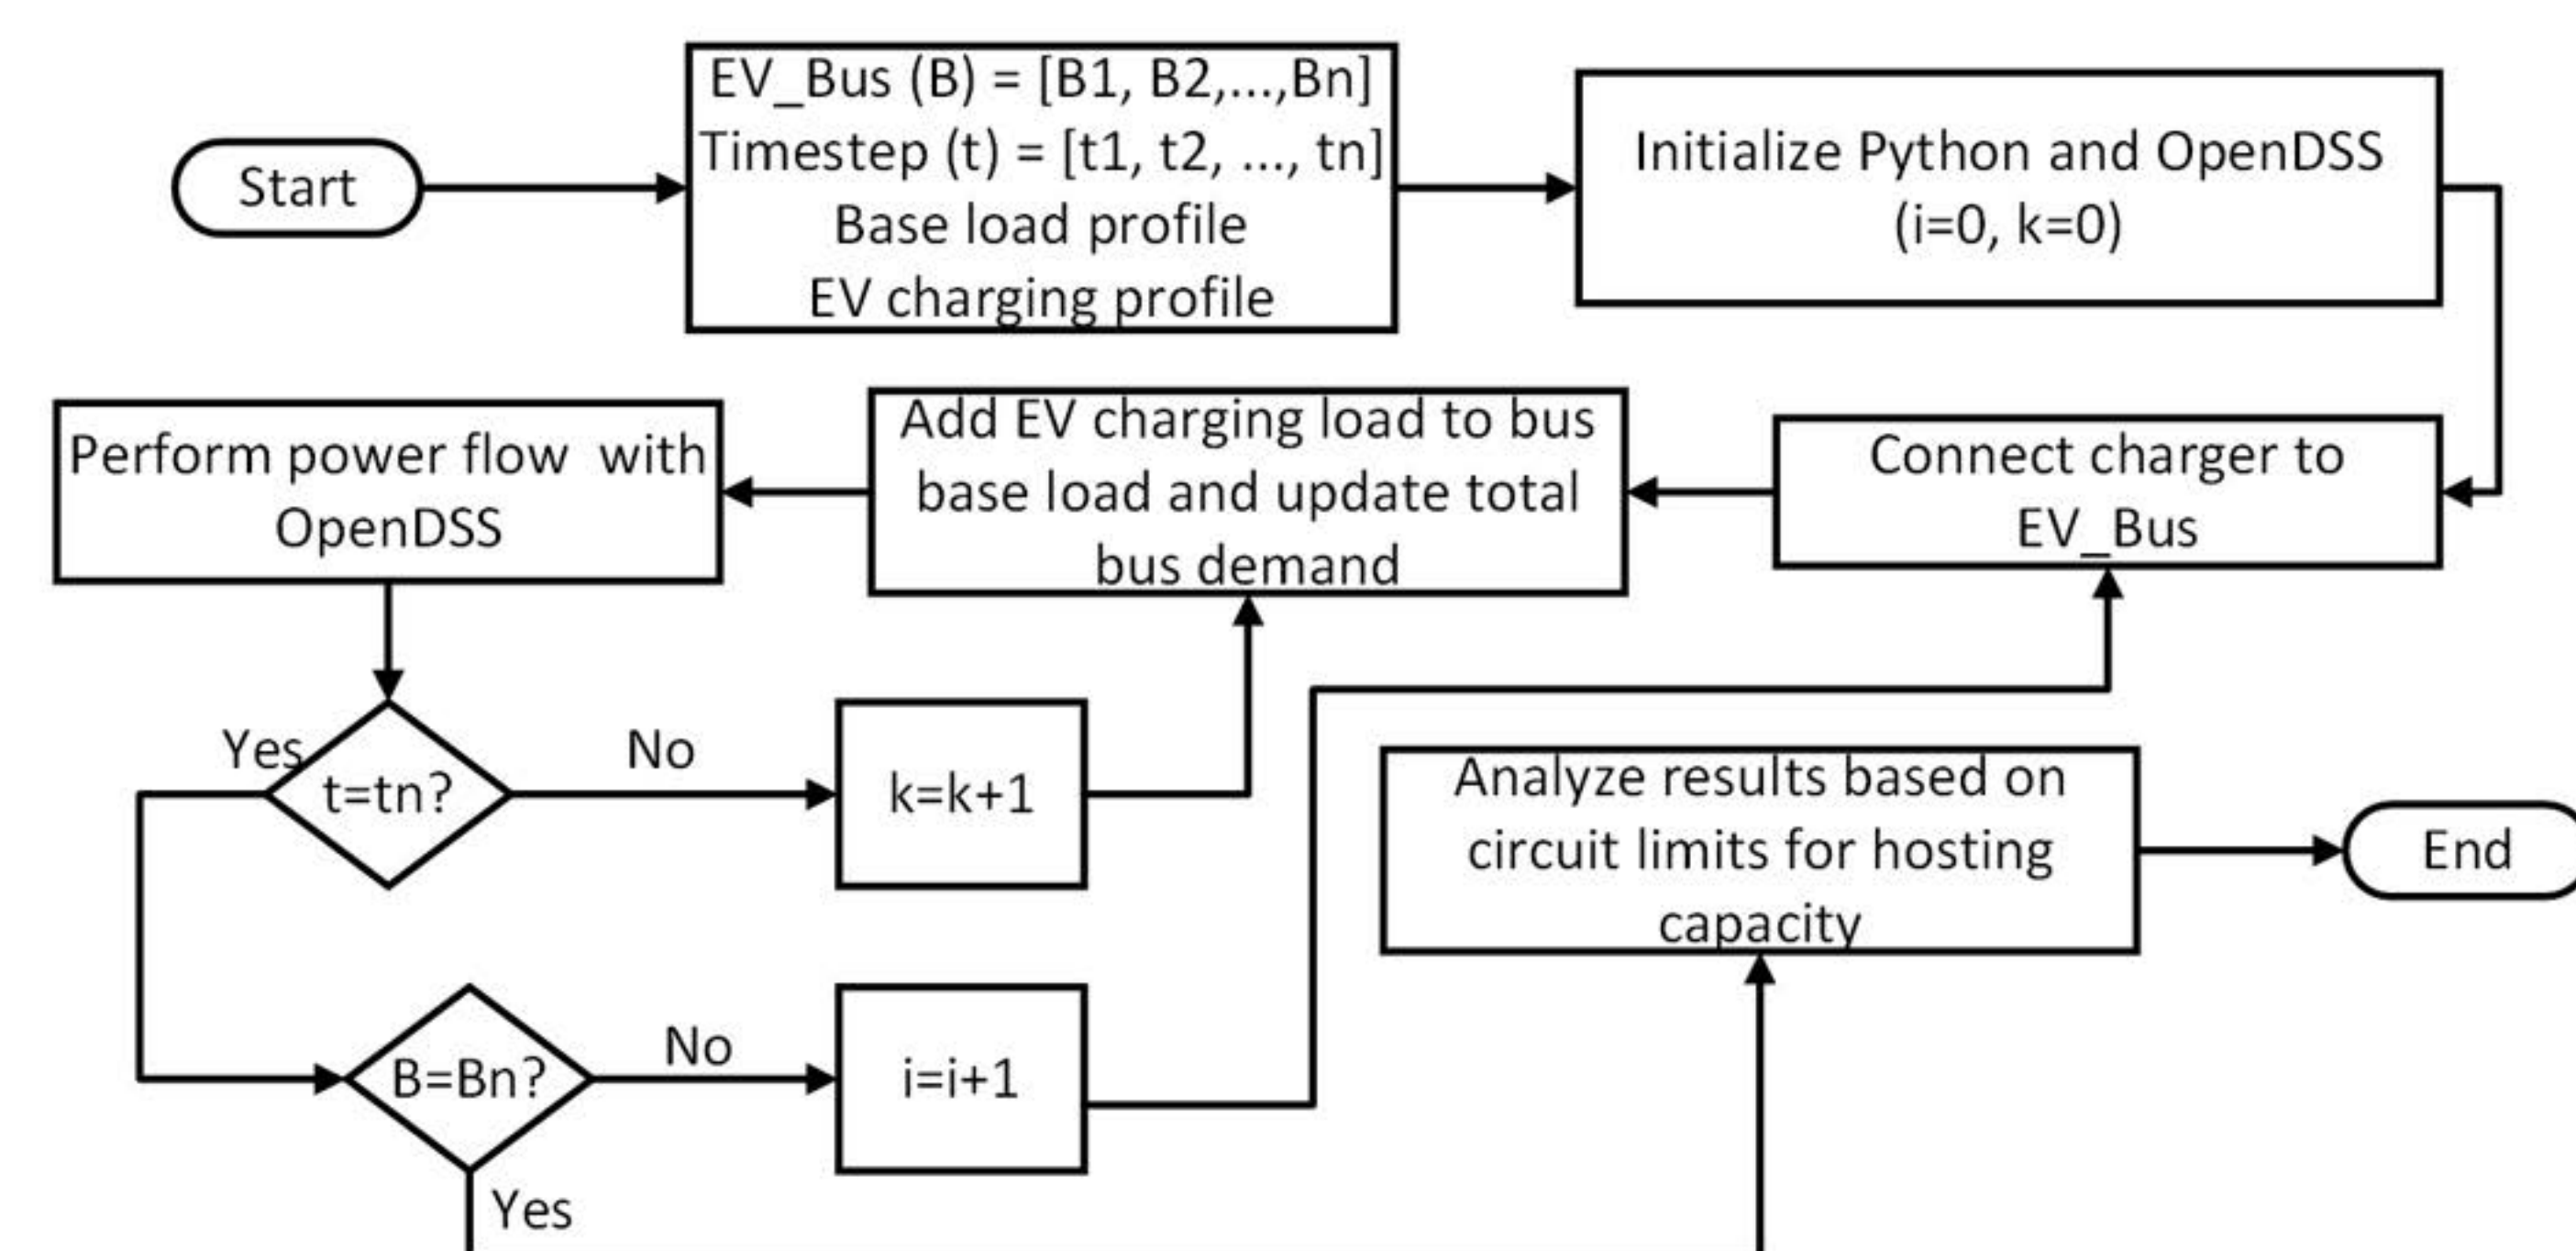 Start
EV_Bus (B) = [B1, B2,...,Bn]
Timestep (t) = [t1, t2, ..., tn]
Base load profile
EV charging profile
Initialize Python and OpenDSS
(i=0, k=0)
Connect charger to
EV_Bus
Add EV charging load to bus
base load and update total
bus demand
Perform power flow  with
OpenDSS
t=tn?
Yes
No
k=k+1
B=Bn?
No
i=i+1
Yes
Analyze results based on
circuit limits for hosting
capacity
End